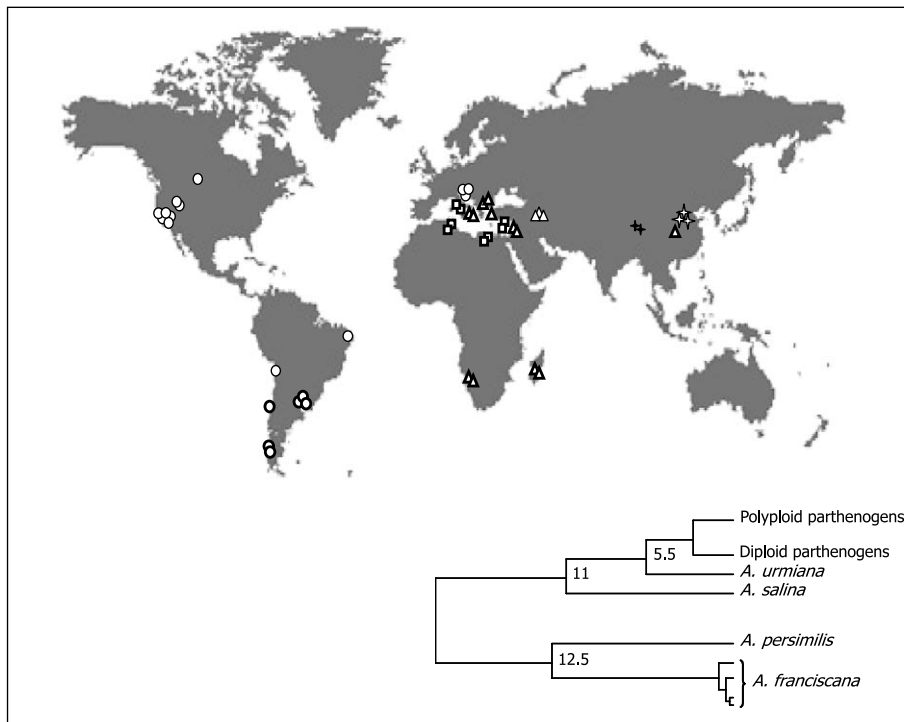 Polyploid parthenogens
5.5
Diploid parthenogens
11
A. urmiana
A. salina
A. persimilis
12.5
A. franciscana